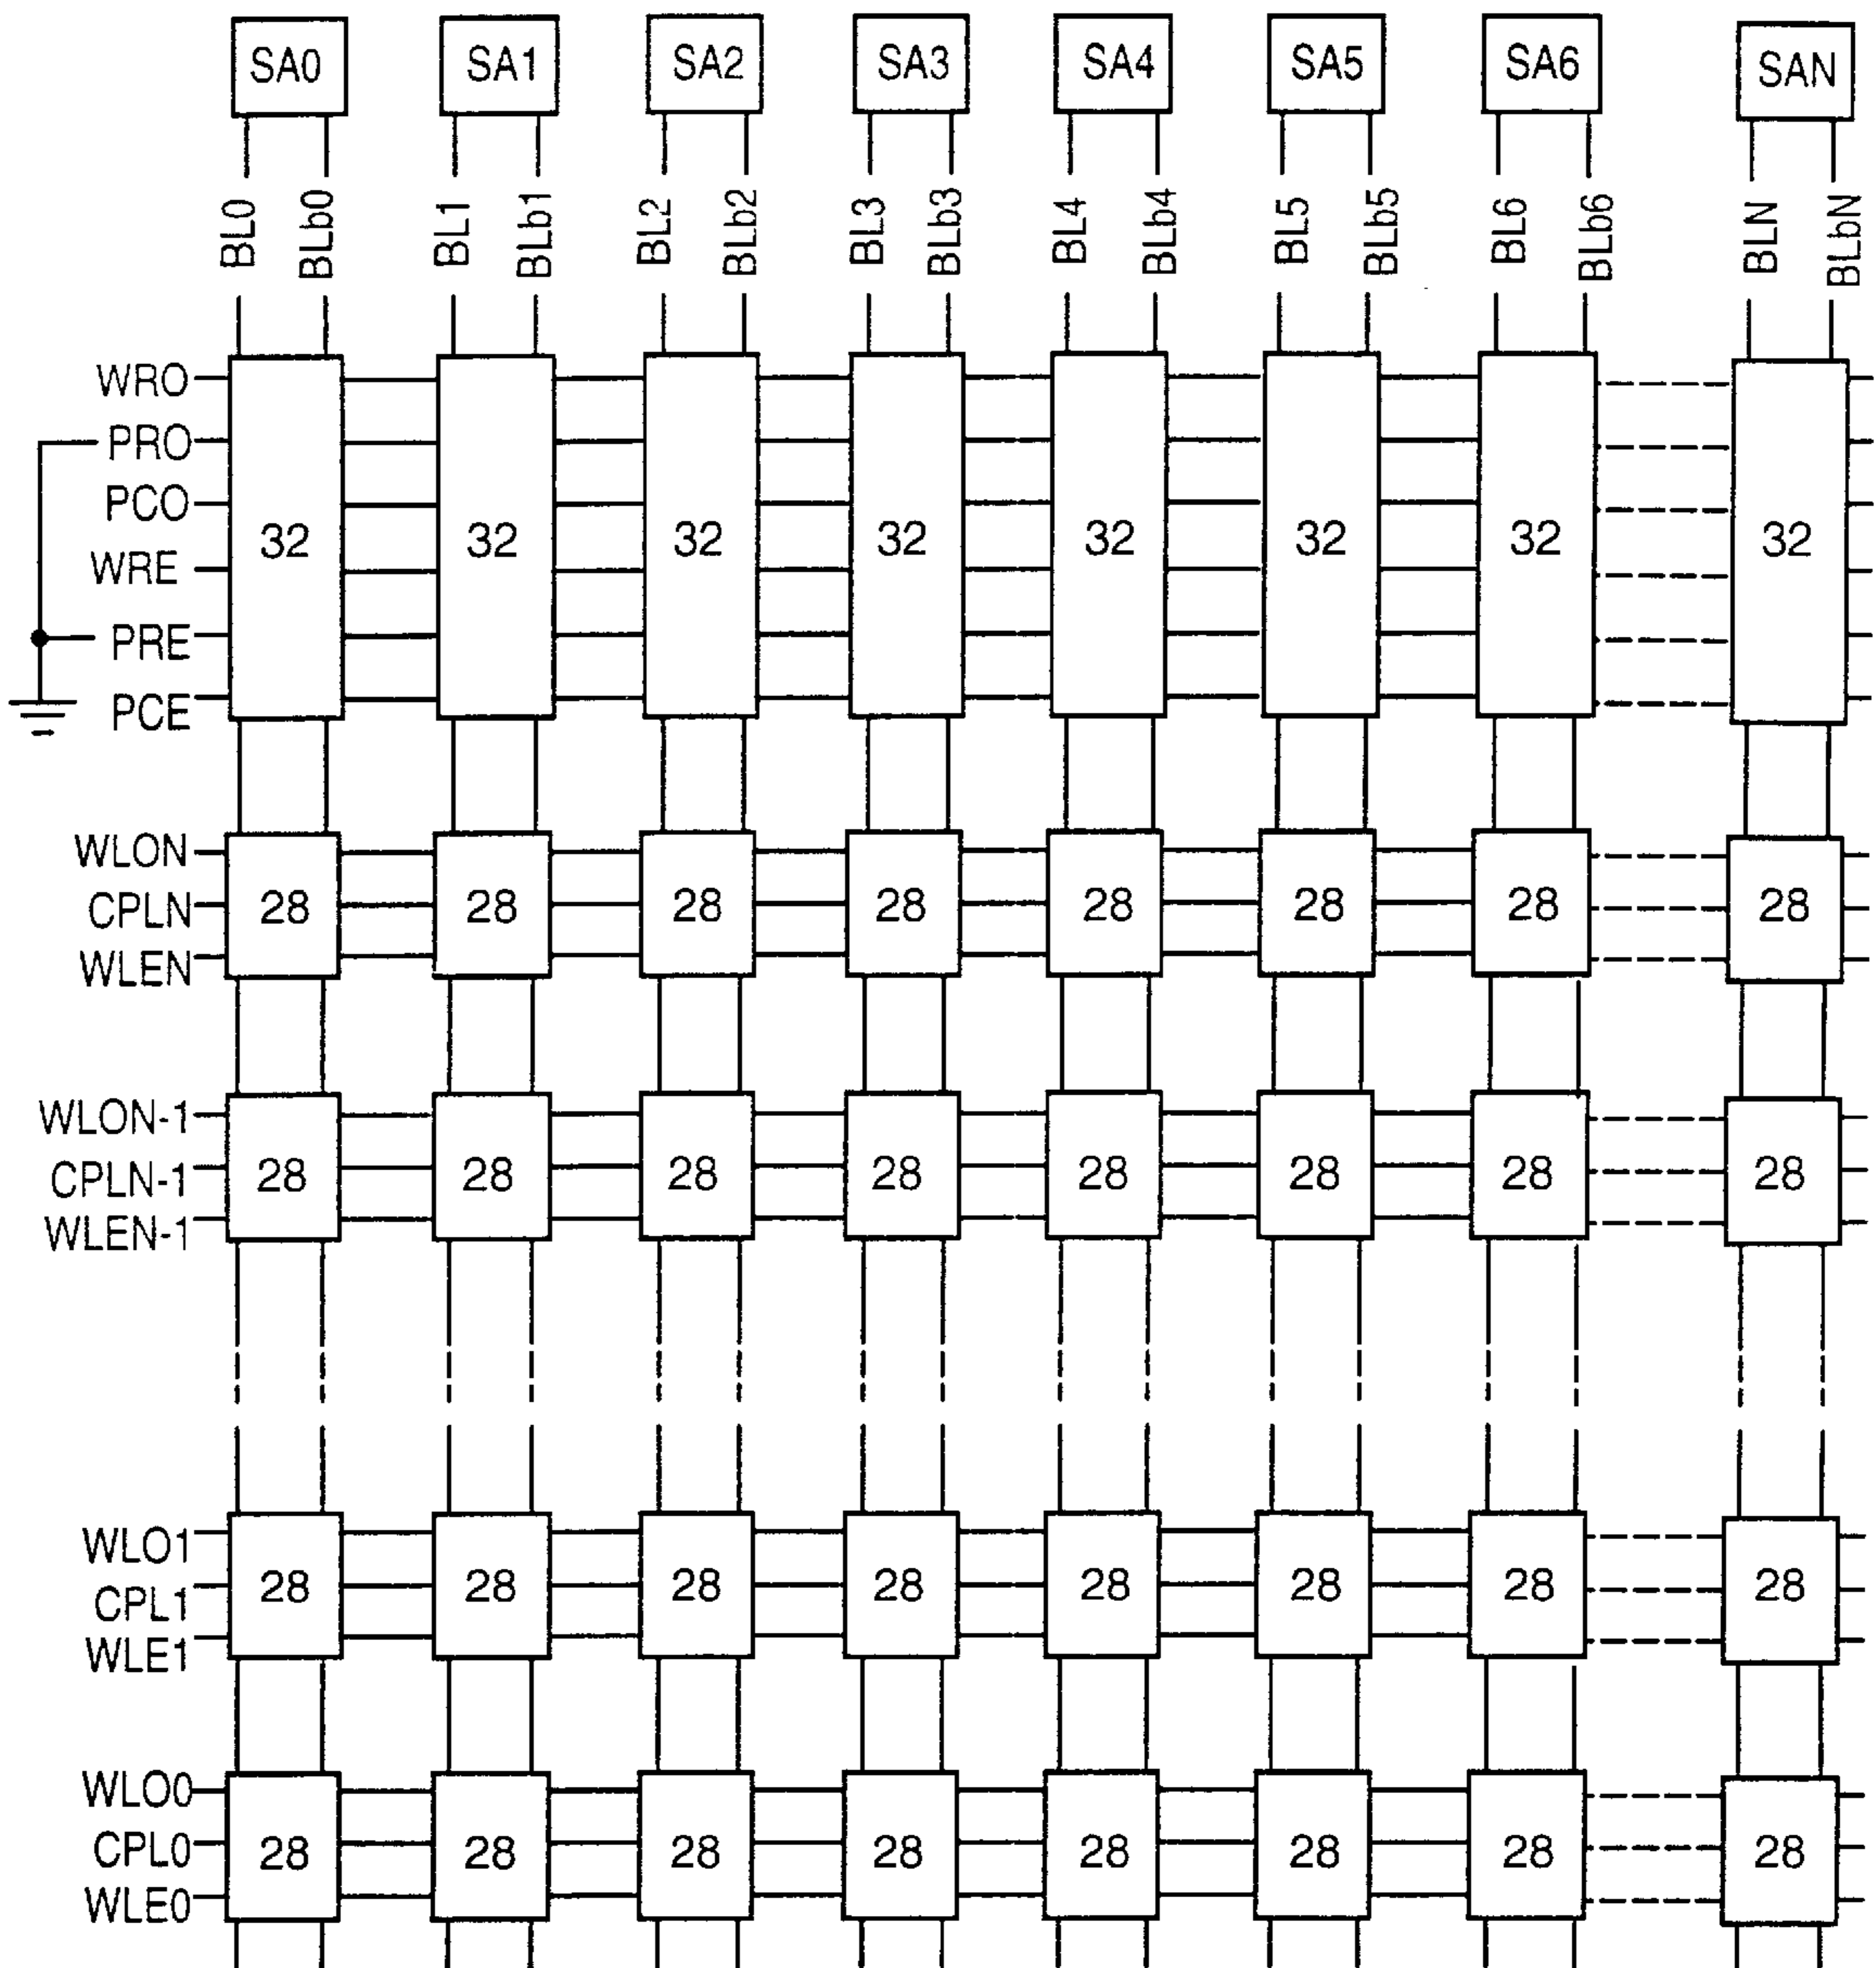 SA0 SA1 SA2 SA3 SA4 SA5 SA6 SAN
BL0 BLb0 BL1 BLb1 BL2 BLb2 BL3 BLb3 BL4 BLb4 BL5 BLb5 BL6 BLb6 BLN BLbN
WRO
PRO
PCO
32 32 32 32 32 32 32 32
WRE
PRE
PCE
WLON
CPLN 28 28 28 28 28 28 28 28
WLEN
WLON-1
CPLN-1 28 28 28 28 28 28 28 28
WLEN-1
WLO1
CPL1 28 28 28 28 28 28 28 28
WLE1
WLO0
CPL0 28 28 28 28 28 28 28 28
WLE0